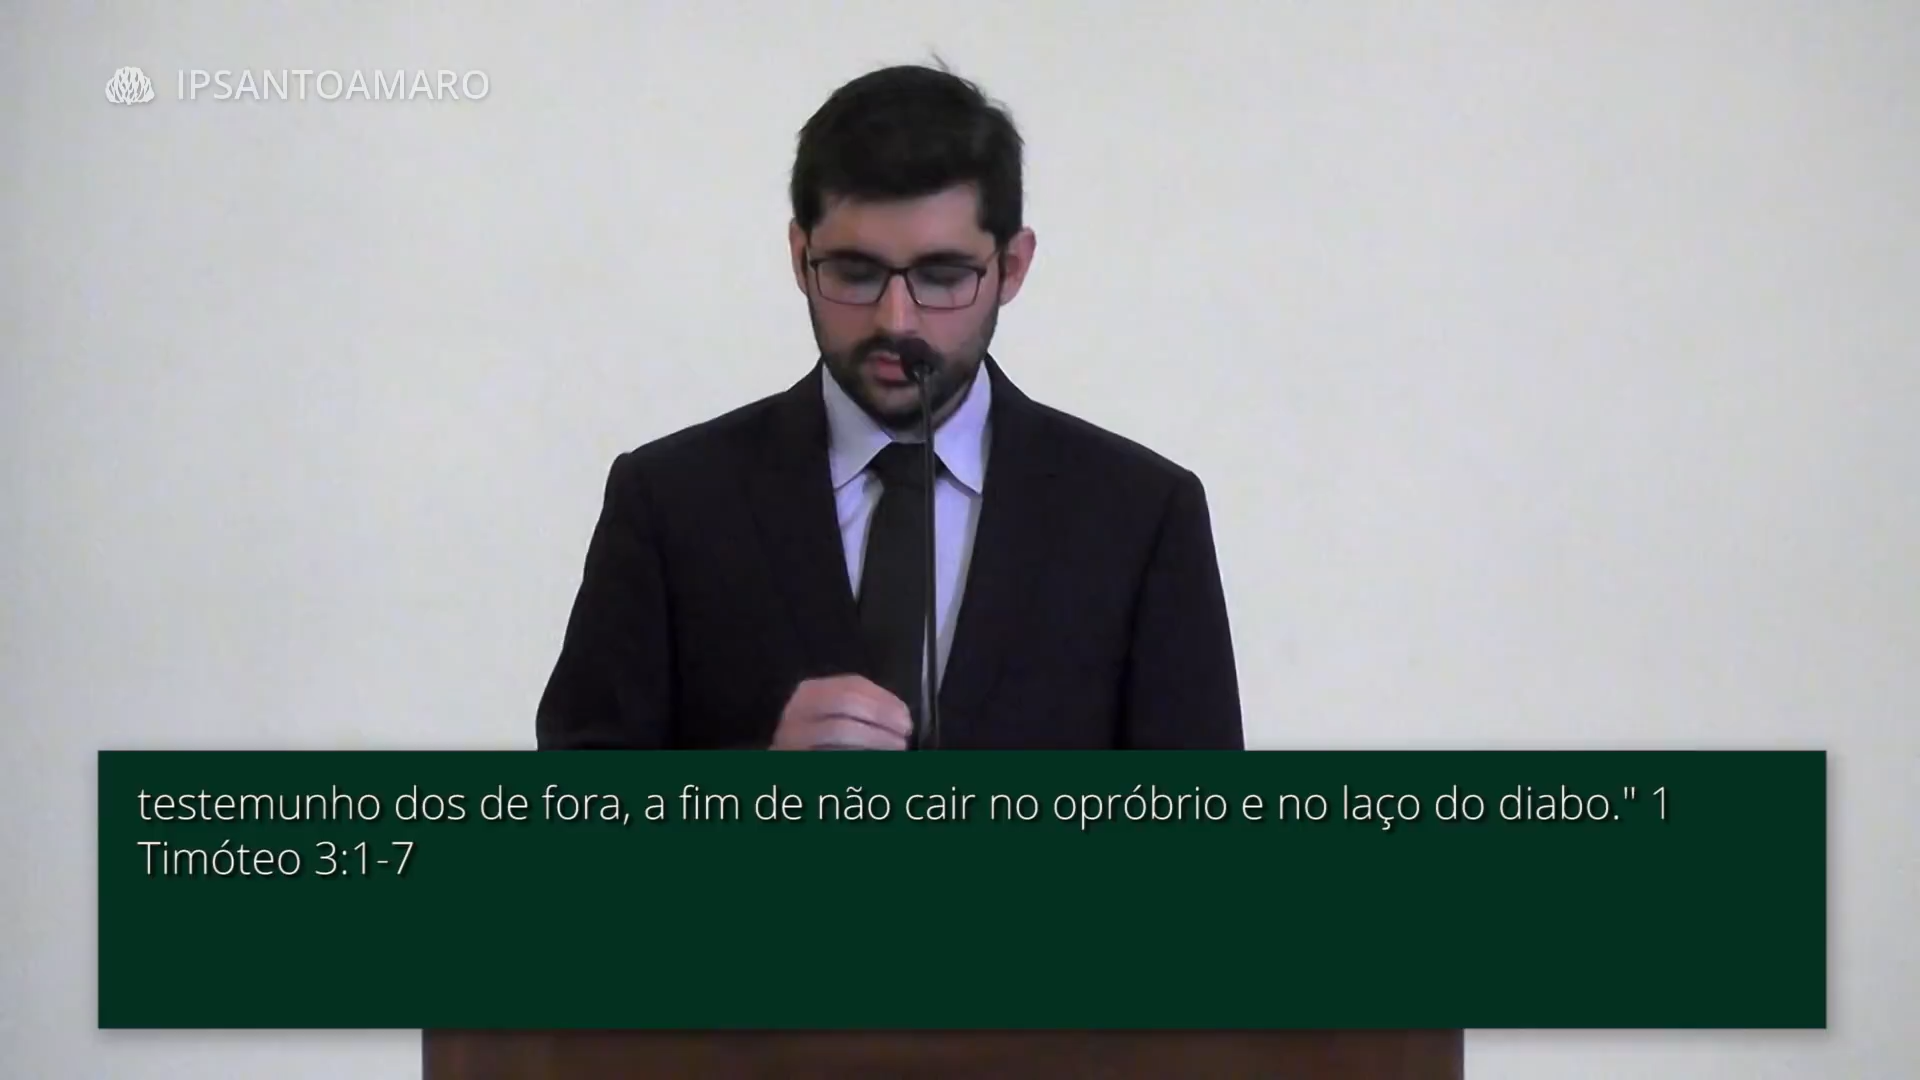 IPSANTOAMARO
testemunho dos de fora, a fim de não cair no opróbrio e no laço do diabo." 1
Timóteo 3:1-7